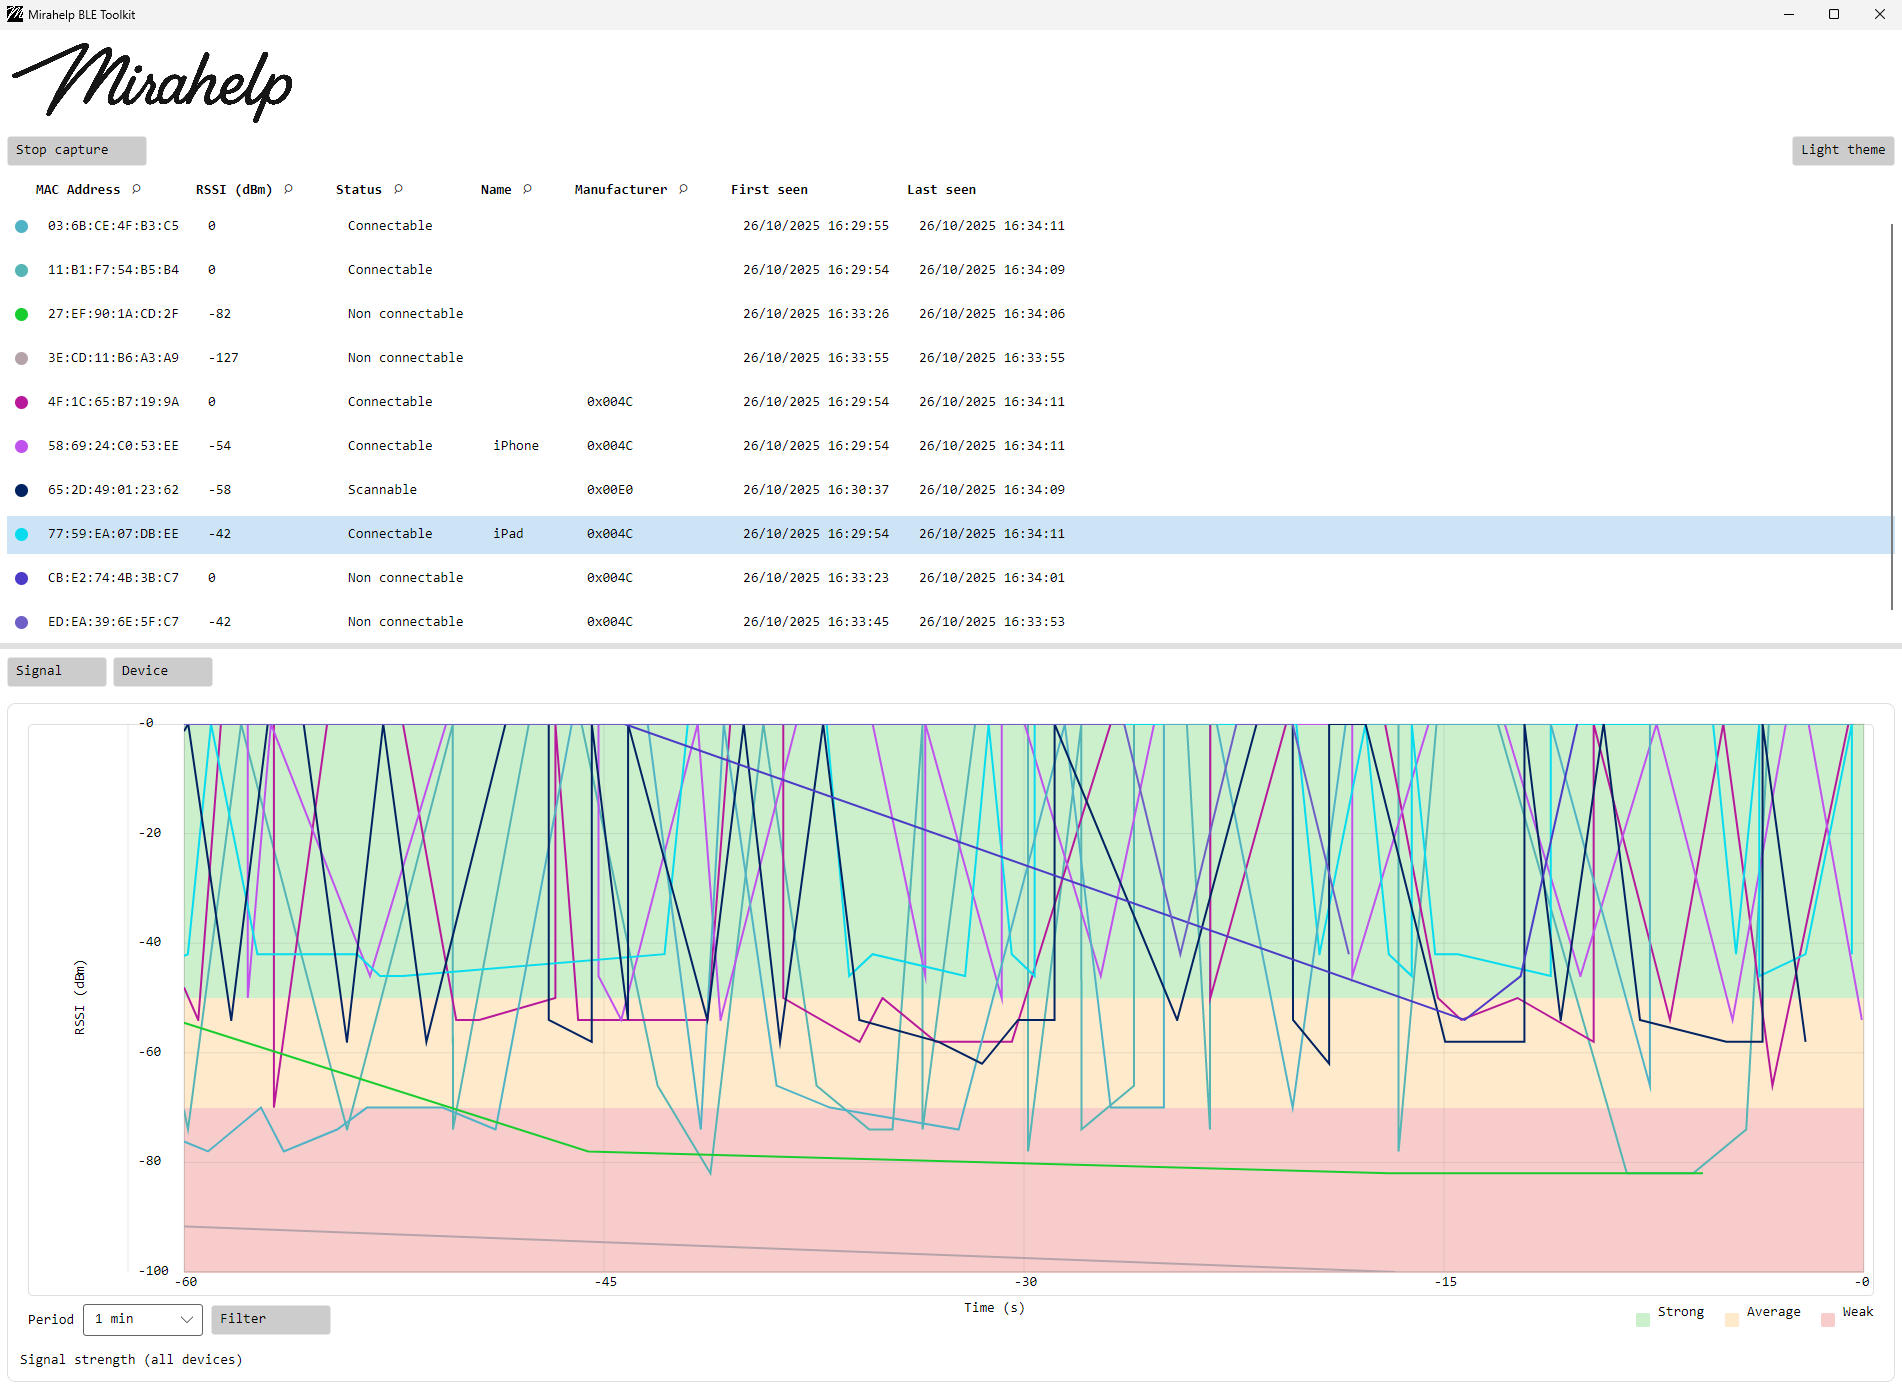 Mirahelp BLE Toolkit
Mirahelp
Stop capture
Light theme
MAC Address RSSI (dBm) Status Name Manufacturer First seen Last seen
03:6B:CE:4F:B3:C5 0 Connectable 26/10/2025 16:29:55 26/10/2025 16:34:11
11:B1:F7:54:B5:B4 0 Connectable 26/10/2025 16:29:54 26/10/2025 16:34:09
27:EF:90:1A:CD:2F -82 Non connectable 26/10/2025 16:33:26 26/10/2025 16:34:06
3E:CD:11:B6:A3:A9 -127 Non connectable 26/10/2025 16:33:55 26/10/2025 16:33:55
4F:1C:65:B7:19:9A 0 Connectable 0x004C 26/10/2025 16:29:54 26/10/2025 16:34:11
58:69:24:C0:53:EE -54 Connectable iPhone 0x004C 26/10/2025 16:29:54 26/10/2025 16:34:11
65:2D:49:01:23:62 -58 Scannable 0x00E0 26/10/2025 16:30:37 26/10/2025 16:34:09
77:59:EA:07:DB:EE -42 Connectable iPad 0x004C 26/10/2025 16:29:54 26/10/2025 16:34:11
CB:E2:74:4B:3B:C7 0 Non connectable 0x004C 26/10/2025 16:33:23 26/10/2025 16:34:01
ED:EA:39:6E:5F:C7 -42 Non connectable 0x004C 26/10/2025 16:33:45 26/10/2025 16:33:53
Signal Device
-0
-20
-40
RSSI (dBm)
-60
-80
-100
-60 -45 -30 -15 -0
Time (s)
Period 1 min Filter
Strong Average Weak
Signal strength (all devices)